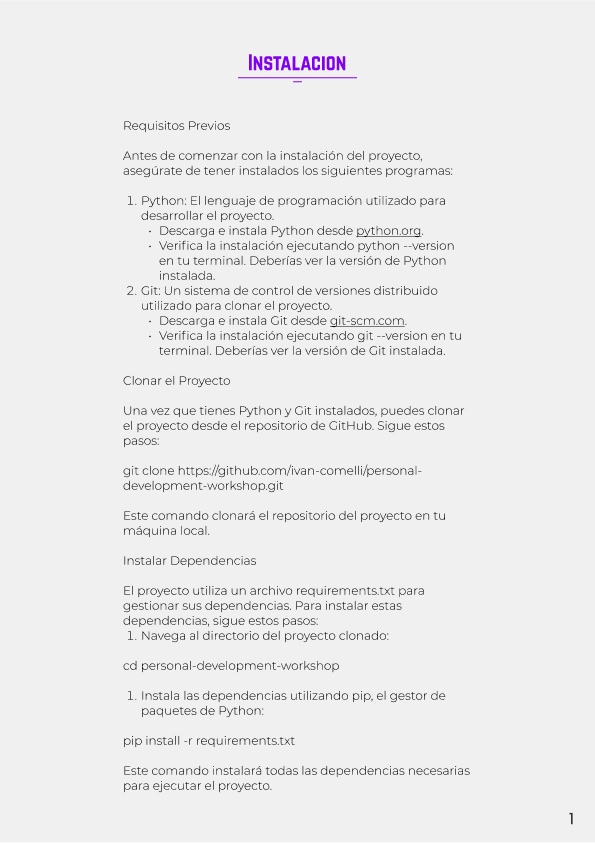 INSTALACION
Requisitos Previos
Antes de comenzar con la instalación del proyecto,
asegúrate de tener instalados los siguientes programas:
1. Python: El lenguaje de programación utilizado para
desarrollar el proyecto.
• Descarga e instala Python desde python.org.
• Verifica la instalación ejecutando python --version
en tu terminal. Deberías ver la versión de Python
instalada.
2. Git: Un sistema de control de versiones distribuido
utilizado para clonar el proyecto.
• Descarga e instala Git desde git-scm.com.
• Verifica la instalación ejecutando git --version en tu
terminal. Deberías ver la versión de Git instalada.
Clonar el Proyecto
Una vez que tienes Python y Git instalados, puedes clonar
el proyecto desde el repositorio de GitHub. Sigue estos
pasos:
git clone https://github.com/ivan-comelli/personal-
development-workshop.git
Este comando clonará el repositorio del proyecto en tu
máquina local.
Instalar Dependencias
El proyecto utiliza un archivo requirements.txt para
gestionar sus dependencias. Para instalar estas
dependencias, sigue estos pasos:
1. Navega al directorio del proyecto clonado:
cd personal-development-workshop
1. Instala las dependencias utilizando pip, el gestor de
paquetes de Python:
pip install -r requirements.txt
Este comando instalará todas las dependencias necesarias
para ejecutar el proyecto.
1